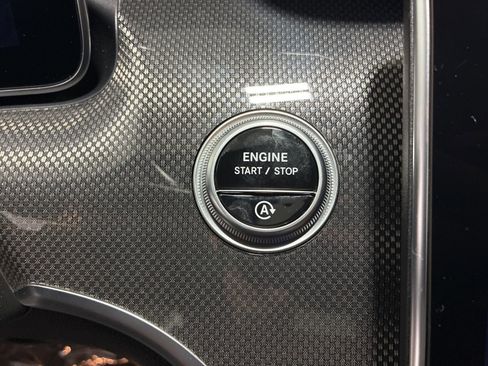 ENGINE
START / STOP
A